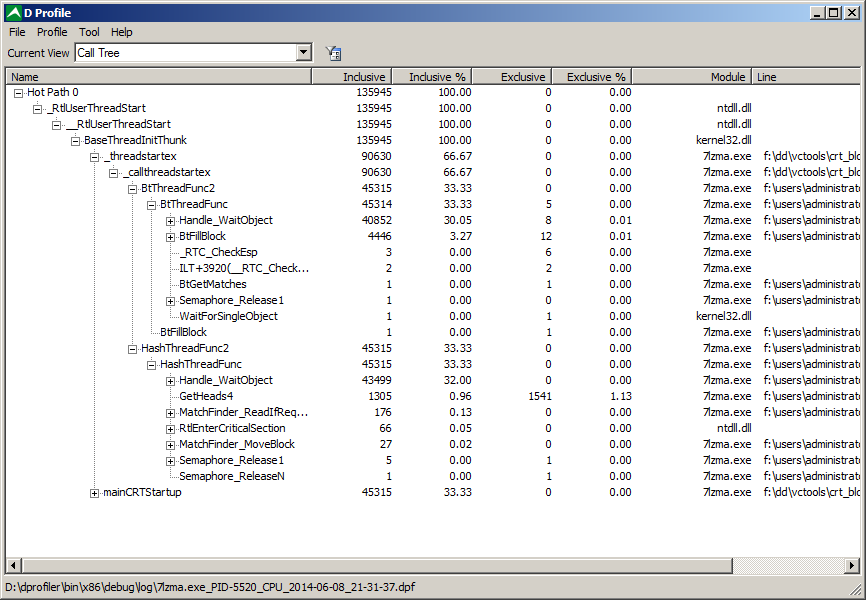 D Profile
File Profile Tool Help
Current View Call Tree
Name Inclusive Inclusive % Exclusive Exclusive % Module Line
Hot Path 0 135945 100.00 0 0.00
_RtlUserThreadStart 135945 100.00 0 0.00 ntdll.dll
__RtlUserThreadStart 135945 100.00 0 0.00 ntdll.dll
BaseThreadInitThunk 135945 100.00 0 0.00 kernel32.dll
_threadstartex 90630 66.67 0 0.00 7lzma.exe f:\dd\vctools\crt_blc
_callthreadstartex 90630 66.67 0 0.00 7lzma.exe f:\dd\vctools\crt_blc
BtThreadFunc2 45315 33.33 0 0.00 7lzma.exe f:\users\administrato
BtThreadFunc 45314 33.33 5 0.00 7lzma.exe f:\users\administrato
Handle_WaitObject 40852 30.05 8 0.01 7lzma.exe f:\users\administrato
BtFillBlock 4446 3.27 12 0.01 7lzma.exe f:\users\administrato
_RTC_CheckEsp 3 0.00 6 0.00 7lzma.exe
ILT+3920(__RTC_Check... 2 0.00 2 0.00 7lzma.exe
BtGetMatches 1 0.00 1 0.00 7lzma.exe f:\users\administrato
Semaphore_Release1 1 0.00 0 0.00 7lzma.exe f:\users\administrato
WaitForSingleObject 1 0.00 1 0.00 kernel32.dll
BtFillBlock 1 0.00 1 0.00 7lzma.exe f:\users\administrato
HashThreadFunc2 45315 33.33 0 0.00 7lzma.exe f:\users\administrato
HashThreadFunc 45315 33.33 0 0.00 7lzma.exe f:\users\administrato
Handle_WaitObject 43499 32.00 0 0.00 7lzma.exe f:\users\administrato
GetHeads4 1305 0.96 1541 1.13 7lzma.exe f:\users\administrato
MatchFinder_ReadIfReq... 176 0.13 0 0.00 7lzma.exe f:\users\administrato
RtlEnterCriticalSection 66 0.05 0 0.00 ntdll.dll
MatchFinder_MoveBlock 27 0.02 0 0.00 7lzma.exe f:\users\administrato
Semaphore_Release1 5 0.00 1 0.00 7lzma.exe f:\users\administrato
Semaphore_ReleaseN 1 0.00 1 0.00 7lzma.exe f:\users\administrato
mainCRTStartup 45315 33.33 0 0.00 7lzma.exe f:\dd\vctools\crt_blc
D:\dprofiler\bin\x86\debug\log\7lzma.exe_PID-5520_CPU_2014-06-08_21-31-37.dpf